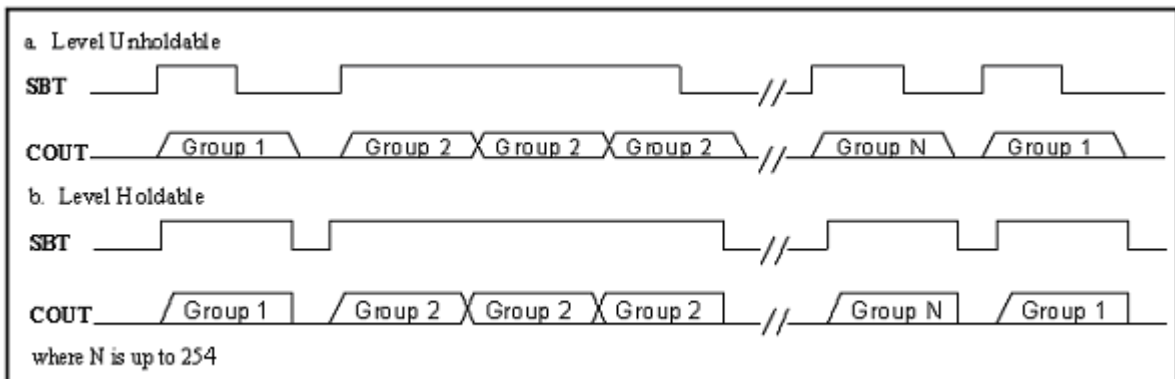 a. Level Unholdable
SBT
COUT Group 1 Group 2 Group 2 Group 2 Group N Group 1
b. Level Holdable
SBT
COUT Group 1 Group 2 Group 2 Group 2 Group N Group 1
where N is up to 254